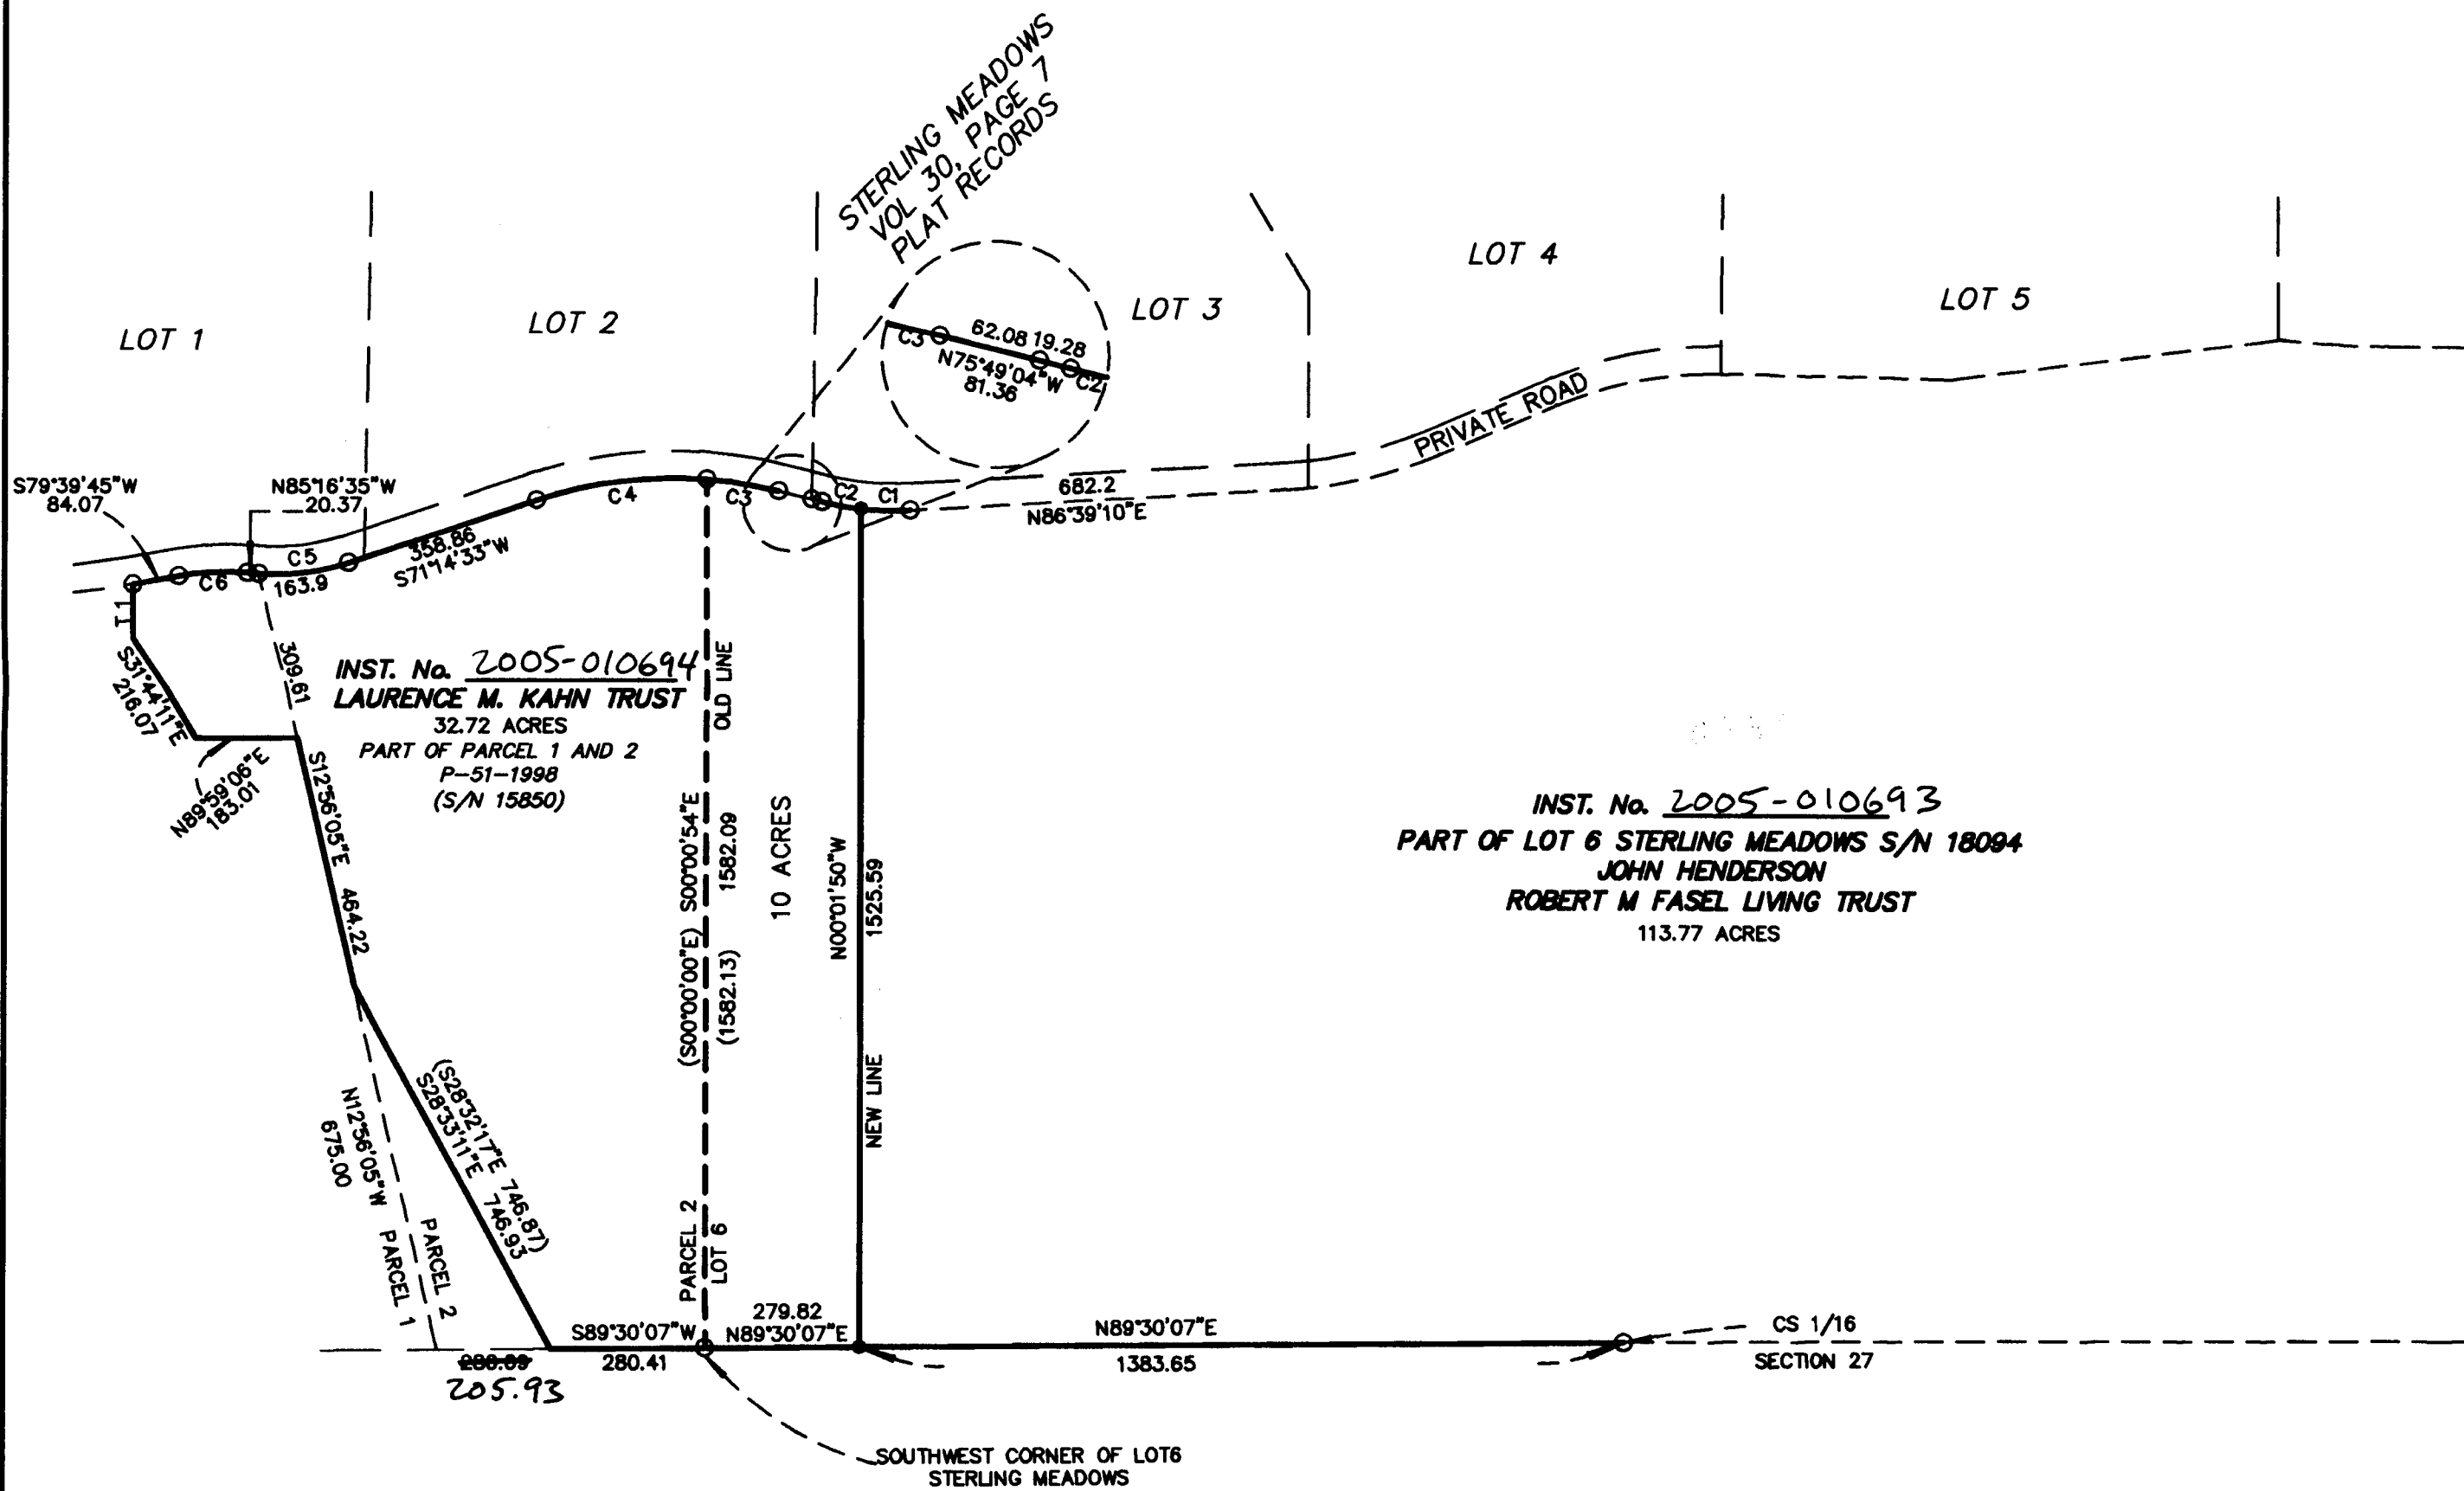 STERLING MEADOWS
VOL 30, PAGE 7
PLAT RECORDS
LOT 1
LOT 2
LOT 3
LOT 4
LOT 5
C3
62.08 19.28
N75°49'04"W
81.36
C2
PRIVATE ROAD
S79°39'45"W
84.07
N85°16'35"W
20.37
C6
C5
163.9
358.86
S71°14'33"W
C4
C3
C2
C1
682.2
N86°39'10"E
S31°44'11"E
216.07
N89°59'06"E
183.01
309.61
S12°56'05"E 464.22
INST. No. 2005-010694
LAURENCE M. KAHN TRUST
32.72 ACRES
PART OF PARCEL 1 AND 2
P-51-1998
(S/N 15850)
OLD LINE
(S00°00'00"E) S00°00'54"E
(1582.13) 1582.09
10 ACRES
N00°01'50"W
1525.59
NEW LINE
INST. No. 2005-010693
PART OF LOT 6 STERLING MEADOWS S/N 18094
JOHN HENDERSON
ROBERT M FASEL LIVING TRUST
113.77 ACRES
(S28°32'17"E 746.87)
S28°33'11"E 746.93
N12°56'05"W
675.00
PARCEL 1
PARCEL 2
PARCEL 2
LOT 6
S89°30'07"W
280.41
279.82
N89°30'07"E
N89°30'07"E
1383.65
CS 1/16
SECTION 27
205.93
SOUTHWEST CORNER OF LOT6
STERLING MEADOWS